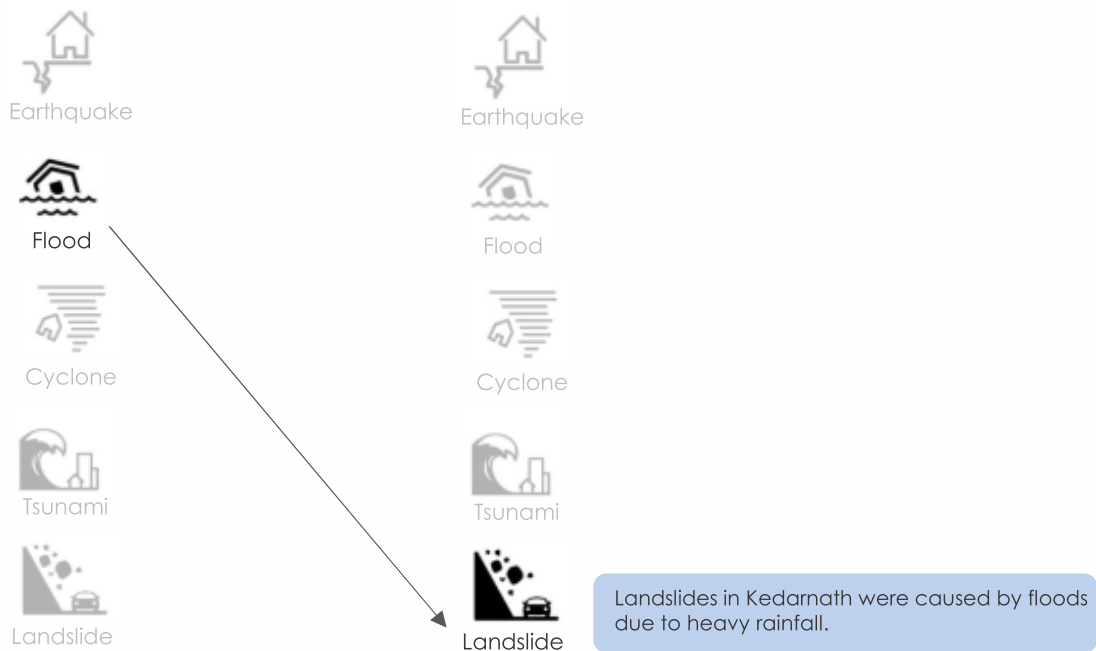 Earthquake
Flood
Cyclone
Tsunami
Landslide
Earthquake
Flood
Cyclone
Tsunami
Landslide
Landslides in Kedarnath were caused by floods
due to heavy rainfall.